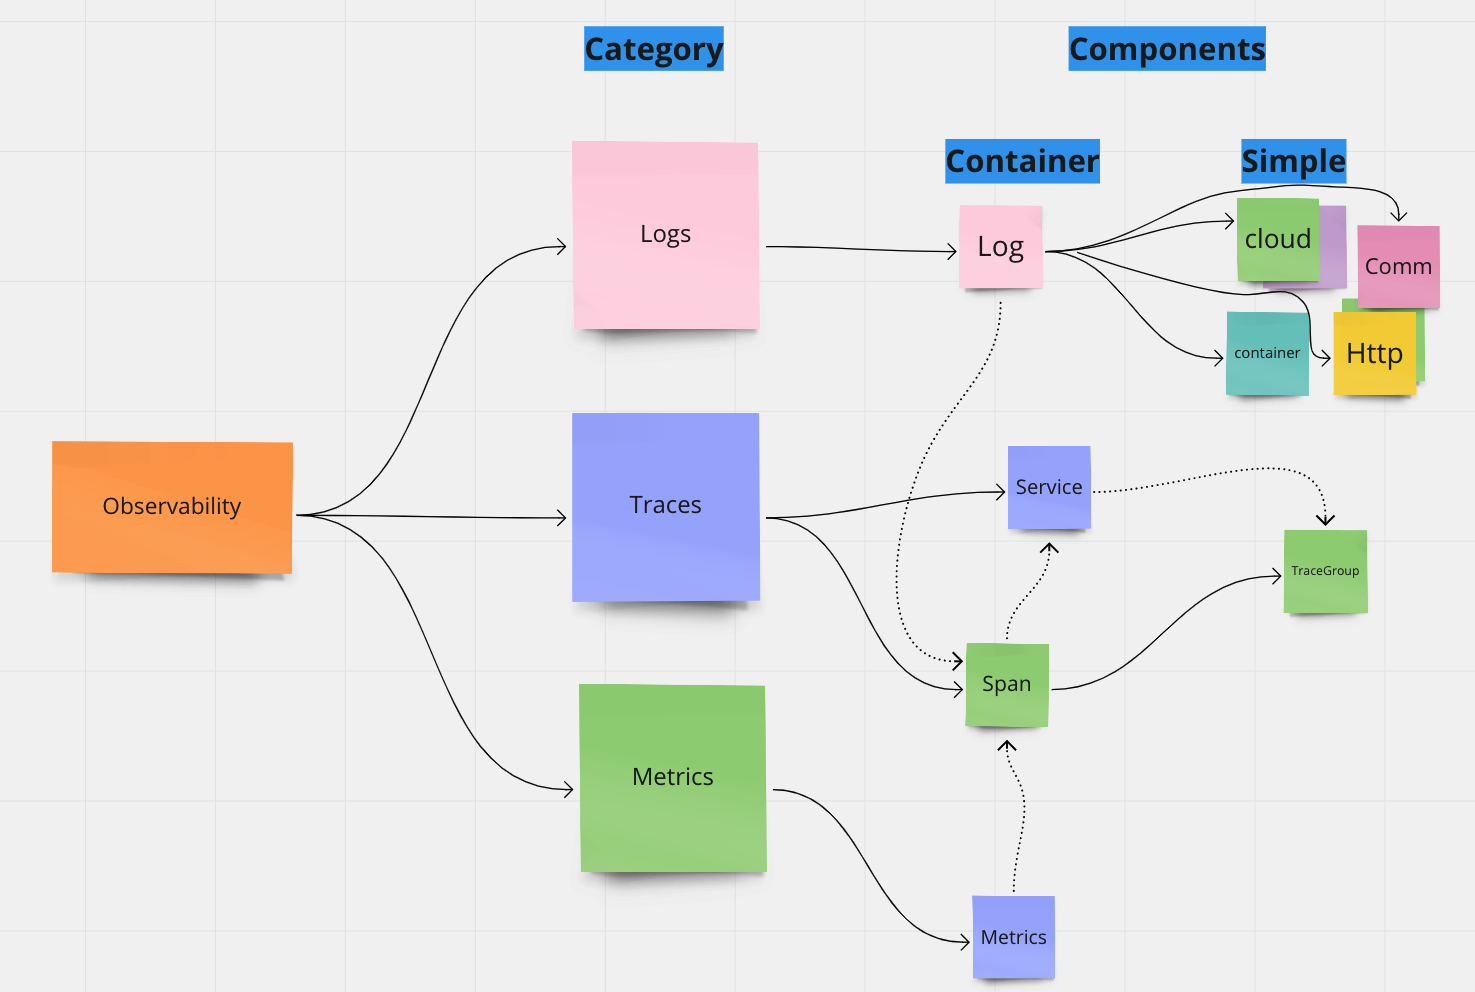 Category
Components
Container
Simple
Logs
Log
cloud
Comm
container
Http
Observability
Traces
Service
TraceGroup
Span
Metrics
Metrics